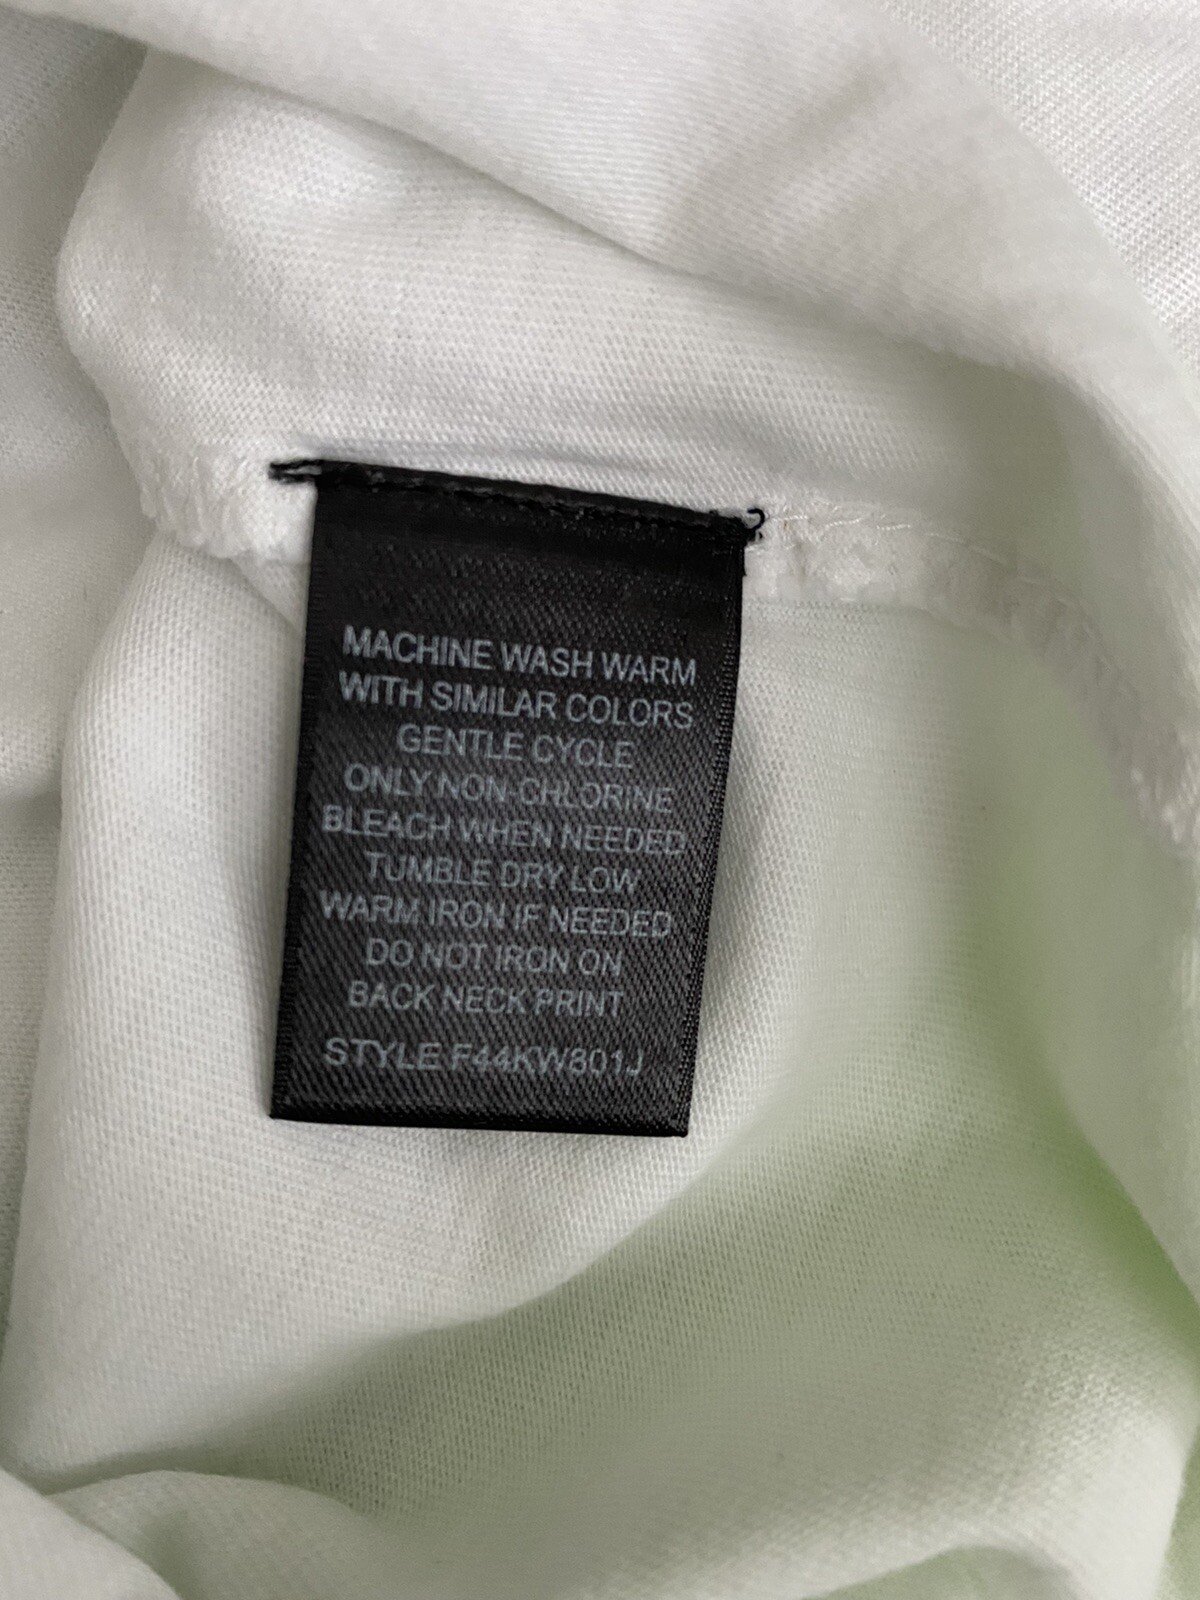 MACHINE WASH WARM
WITH SIMILAR COLORS
GENTLE CYCLE
ONLY NON-CHLORINE
BLEACH WHEN NEEDED
TUMBLE DRY LOW
WARM IRON IF NEEDED
DO NOT IRON ON
BACK NECK PRINT
STYLE F44KW801J